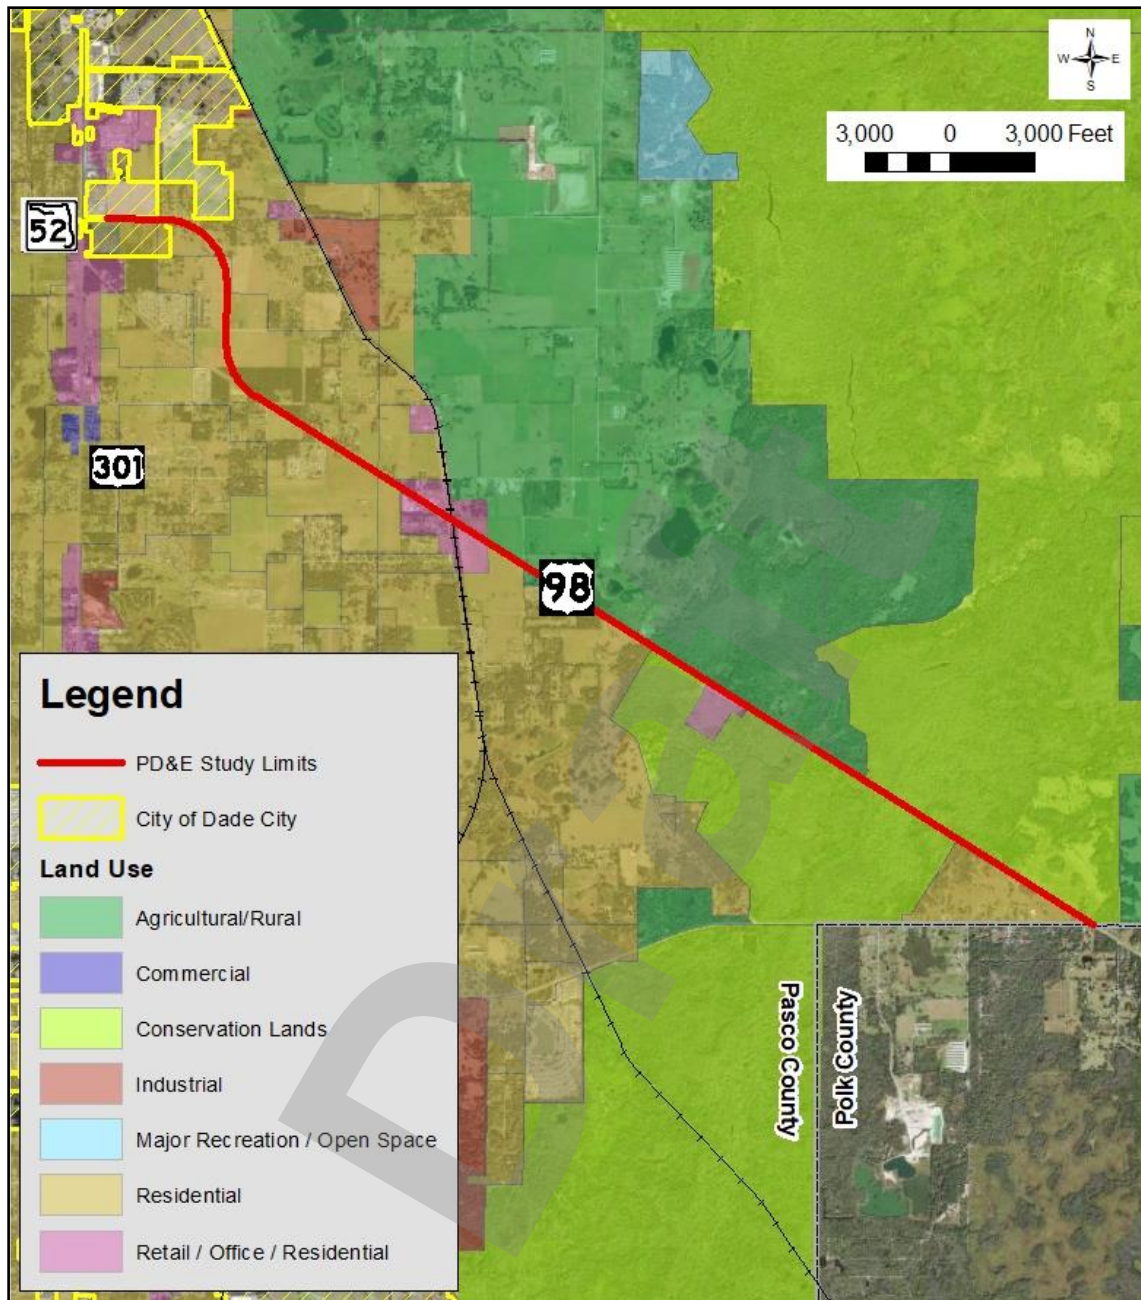 N
W E
S
3,000 0 3,000 Feet
52
301
98
Legend
PD&E Study Limits
City of Dade City
Land Use
Agricultural/Rural
Commercial
Conservation Lands
Industrial
Major Recreation / Open Space
Residential
Retail / Office / Residential
Pasco County
Polk County
Draft